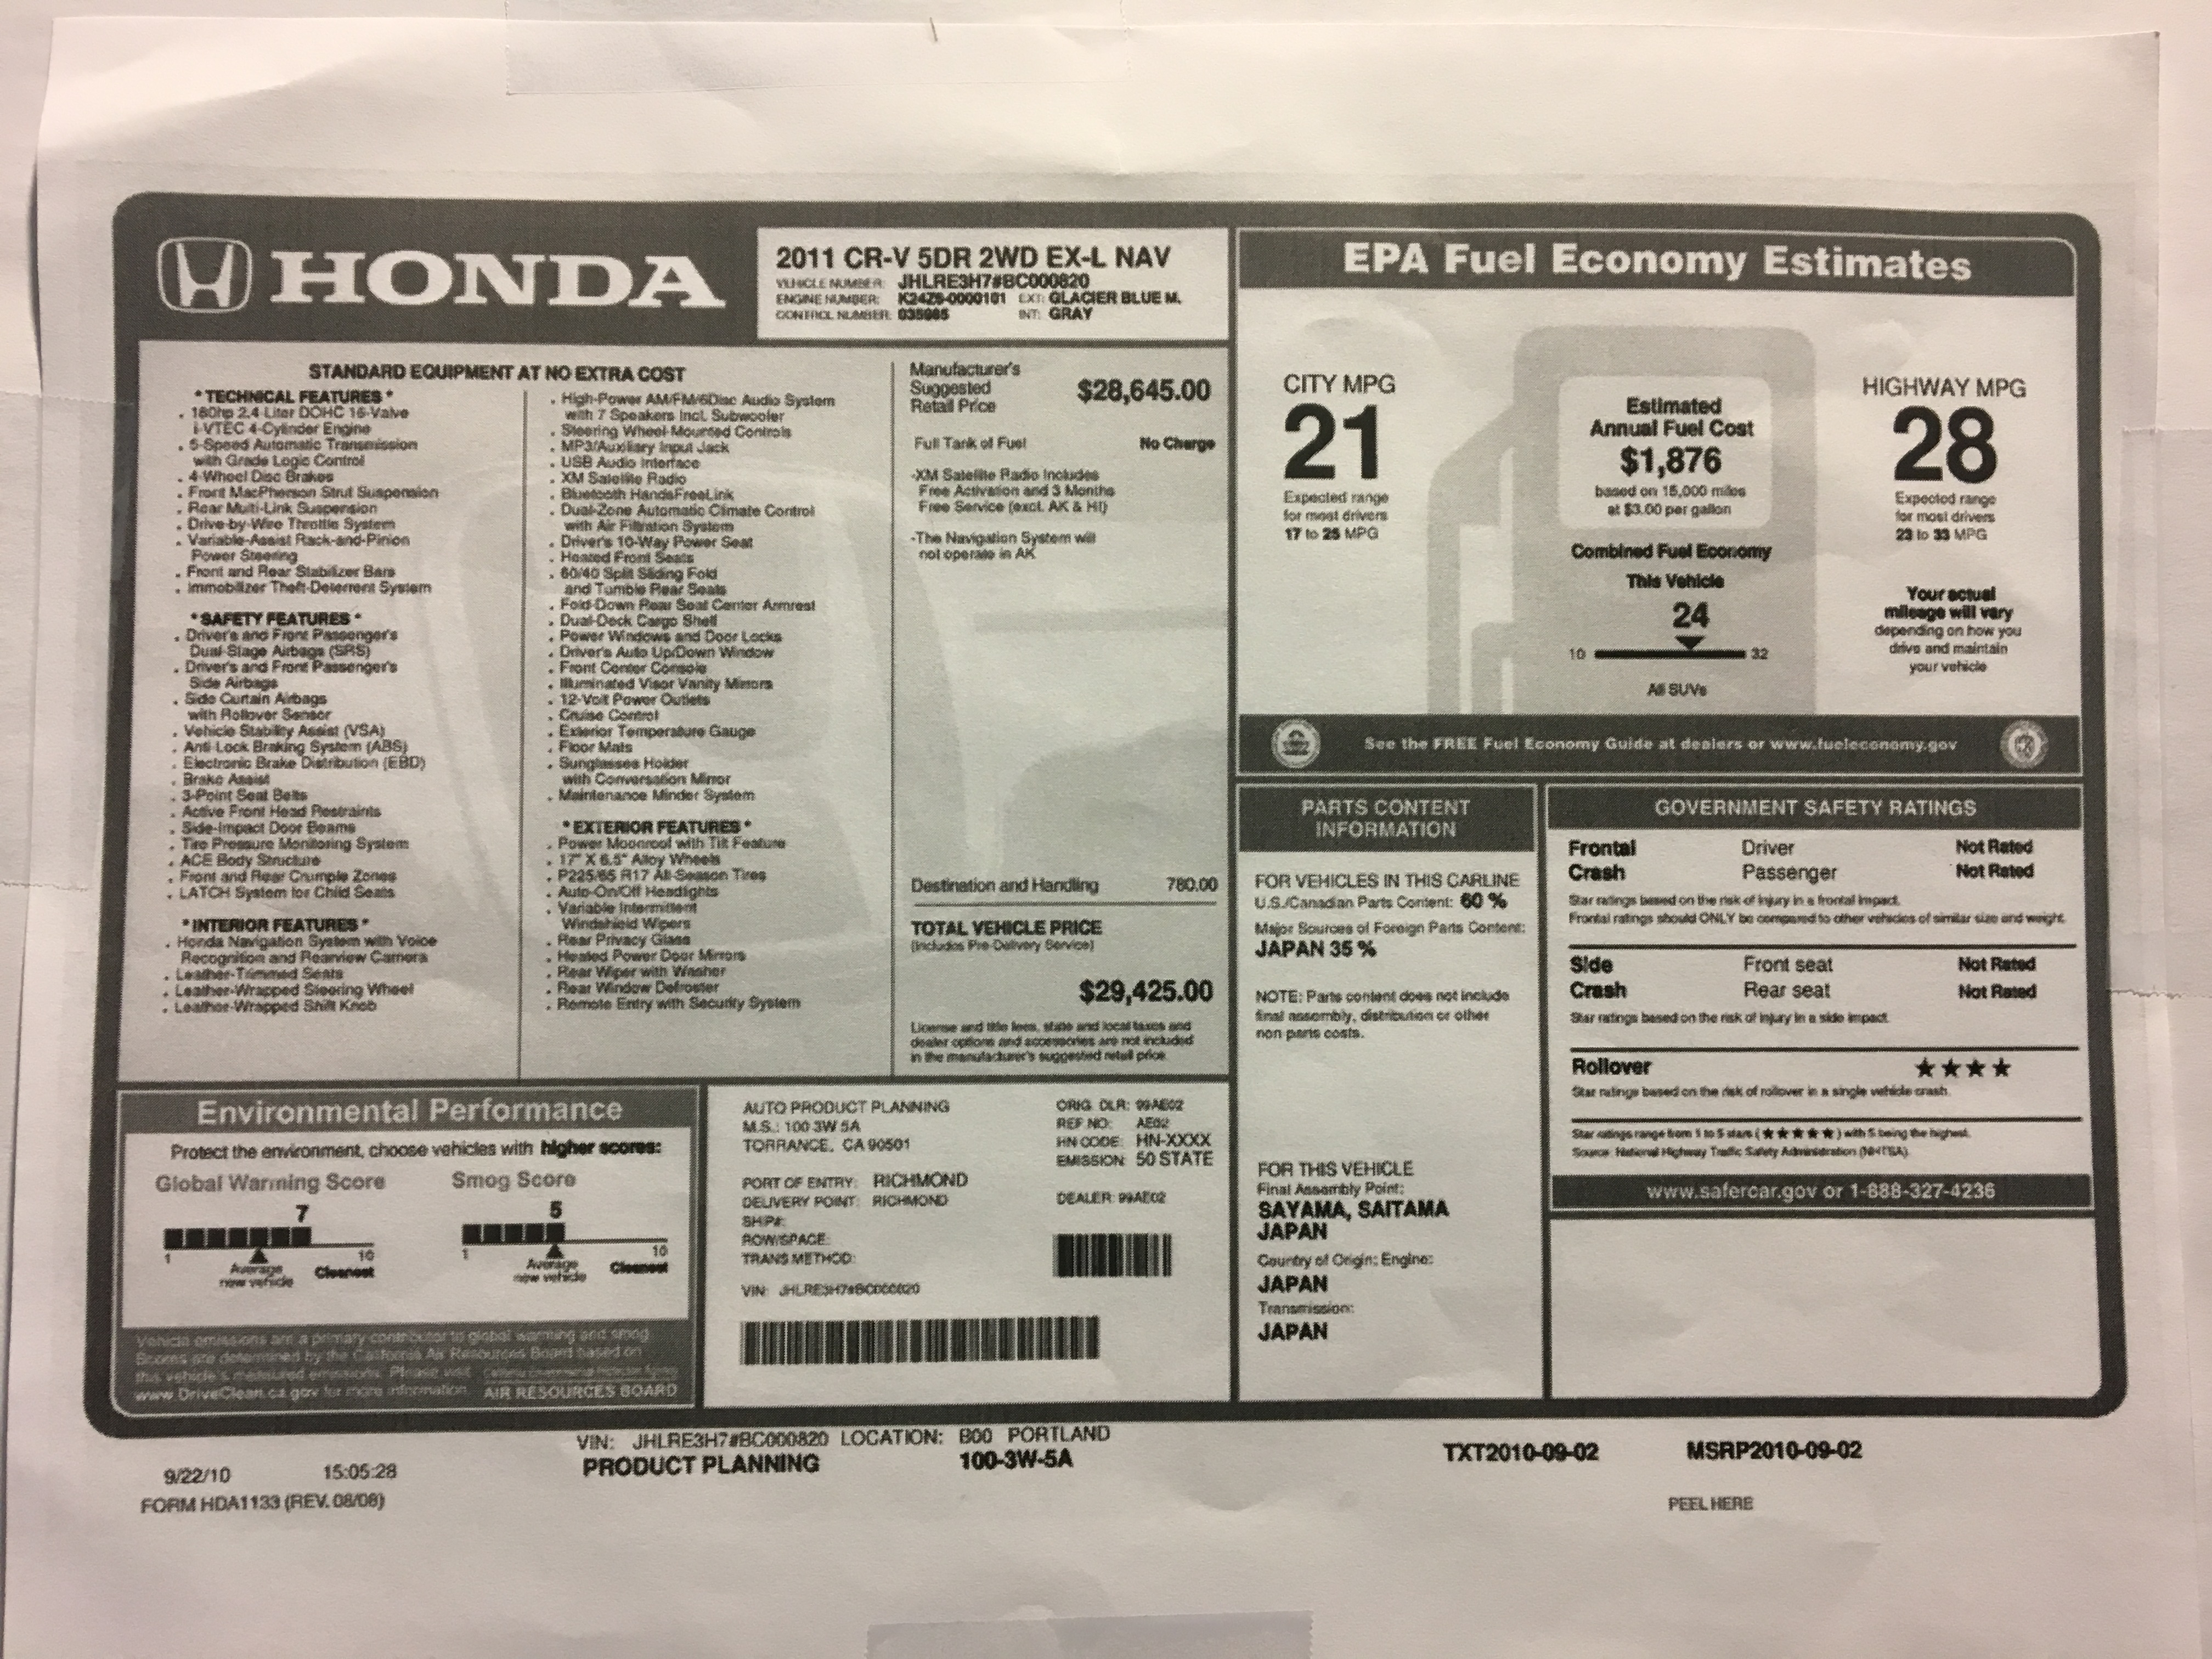 HONDA
2011 CR-V 5DR 2WD EX-L NAV
VEHICLE NUMBER: JHLRE3H7#BC000820
ENGINE NUMBER: K24Z6-0000101 EXT: GLACIER BLUE M.
CONTROL NUMBER: 035985 INT: GRAY
STANDARD EQUIPMENT AT NO EXTRA COST
* TECHNICAL FEATURES *
. 180hp 2.4-Liter DOHC 16-Valve
i-VTEC 4-Cylinder Engine
. 5-Speed Automatic Transmission
with Grade Logic Control
. 4-Wheel Disc Brakes
. Front MacPherson Strut Suspension
. Rear Multi-Link Suspension
. Drive-by-Wire Throttle System
. Variable-Assist Rack-and-Pinion
Power Steering
. Front and Rear Stabilizer Bars
. Immobilizer Theft-Deterrent System
* SAFETY FEATURES *
. Driver's and Front Passenger's
Dual-Stage Airbags (SRS)
. Driver's and Front Passenger's
Side Airbags
. Side Curtain Airbags
with Rollover Sensor
. Vehicle Stability Assist (VSA)
. Anti-Lock Braking System (ABS)
. Electronic Brake Distribution (EBD)
. Brake Assist
. 3-Point Seat Belts
. Active Front Head Restraints
. Side-Impact Door Beams
. Tire Pressure Monitoring System
. ACE Body Structure
. Front and Rear Crumple Zones
. LATCH System for Child Seats
* INTERIOR FEATURES *
. Honda Navigation System with Voice
Recognition and Rearview Camera
. Leather-Trimmed Seats
. Leather-Wrapped Steering Wheel
. Leather-Wrapped Shift Knob
. High-Power AM/FM/6Disc Audio System
with 7 Speakers Incl. Subwoofer
. Steering Wheel-Mounted Controls
. MP3/Auxiliary Input Jack
. USB Audio Interface
. XM Satellite Radio
. Bluetooth HandsFreeLink
. Dual-Zone Automatic Climate Control
with Air Filtration System
. Driver's 10-Way Power Seat
. Heated Front Seats
. 60/40 Split Sliding Fold
and Tumble Rear Seats
. Fold-Down Rear Seat Center Armrest
. Dual-Deck Cargo Shelf
. Power Windows and Door Locks
. Driver's Auto Up/Down Window
. Front Center Console
. Illuminated Visor Vanity Mirrors
. 12-Volt Power Outlets
. Cruise Control
. Exterior Temperature Gauge
. Floor Mats
. Sunglasses Holder
with Conversation Mirror
. Maintenance Minder System
* EXTERIOR FEATURES *
. Power Moonroof with Tilt Feature
. 17" X 6.5" Alloy Wheels
. P225/65 R17 All-Season Tires
. Auto-On/Off Headlights
. Variable Intermittent
Windshield Wipers
. Rear Privacy Glass
. Heated Power Door Mirrors
. Rear Wiper with Washer
. Rear Window Defroster
. Remote Entry with Security System
Manufacturer's
Suggested
Retail Price $28,645.00
Full Tank of Fuel No Charge
-XM Satellite Radio Includes
Free Activation and 3 Months
Free Service (excl. AK & HI)
-The Navigation System will
not operate in AK
Destination and Handling 780.00
TOTAL VEHICLE PRICE
(Includes Pre-Delivery Service)
$29,425.00
License and title fees, state and local taxes and
dealer options and accessories are not included
in the manufacturer's suggested retail price.
EPA Fuel Economy Estimates
CITY MPG
21
Expected range
for most drivers
17 to 25 MPG
Estimated
Annual Fuel Cost
$1,876
based on 15,000 miles
at $3.00 per gallon
Combined Fuel Economy
This Vehicle
24
10 32
All SUVs
HIGHWAY MPG
28
Expected range
for most drivers
23 to 33 MPG
Your actual
mileage will vary
depending on how you
drive and maintain
your vehicle
See the FREE Fuel Economy Guide at dealers or www.fueleconomy.gov
PARTS CONTENT
INFORMATION
FOR VEHICLES IN THIS CARLINE
U.S./Canadian Parts Content: 60 %
Major Sources of Foreign Parts Content:
JAPAN 35 %
NOTE: Parts content does not include
final assembly, distribution or other
non parts costs.
FOR THIS VEHICLE
Final Assembly Point:
SAYAMA, SAITAMA
JAPAN
Country of Origin: Engine:
JAPAN
Transmission:
JAPAN
GOVERNMENT SAFETY RATINGS
Frontal Driver Not Rated
Crash Passenger Not Rated
Star ratings based on the risk of injury in a frontal impact.
Frontal ratings should ONLY be compared to other vehicles of similar size and weight.
Side Front seat Not Rated
Crash Rear seat Not Rated
Star ratings based on the risk of injury in a side impact.
Rollover ★★★★
Star ratings based on the risk of rollover in a single vehicle crash.
Star ratings range from 1 to 5 stars (★★★★★) with 5 being the highest.
Source: National Highway Traffic Safety Administration (NHTSA).
www.safercar.gov or 1-888-327-4236
Environmental Performance
Protect the environment, choose vehicles with higher scores:
Global Warming Score Smog Score
7
1 10
Average
new vehicle
Cleanest
5
1 10
Average
new vehicle
Cleanest
Vehicle emissions are a primary contributor to global warming and smog.
Scores are determined by the California Air Resources Board based on
this vehicle's measured emissions. Please visit
www.DriveClean.ca.gov for more information.
AIR RESOURCES BOARD
AUTO PRODUCT PLANNING
M.S.: 100 3W 5A
TORRANCE, CA 90501
ORIG. DLR: 99AE02
REF NO: AE02
HN CODE: HN-XXXX
EMISSION: 50 STATE
PORT OF ENTRY: RICHMOND
DELIVERY POINT: RICHMOND
SHIP#:
ROW/SPACE:
TRANS METHOD:
DEALER: 99AE02
VIN: JHLRE3H7#BC000820
VIN: JHLRE3H7#BC000820 LOCATION: B00 PORTLAND
PRODUCT PLANNING 100-3W-5A
TXT2010-09-02 MSRP2010-09-02
9/22/10 15:05:28
FORM HDA1133 (REV. 08/08)
PEEL HERE